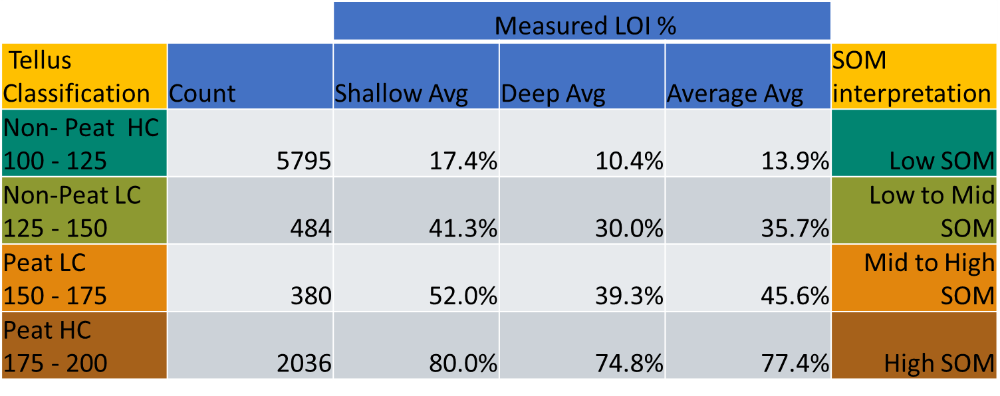 Measured LOI %
Tellus
Classification Count Shallow Avg Deep Avg Average Avg SOM
interpretation
Non- Peat  HC
100 - 125 5795 17.4% 10.4% 13.9% Low SOM
Non-Peat LC
125 - 150 484 41.3% 30.0% 35.7% Low to Mid
SOM
Peat LC
150 - 175 380 52.0% 39.3% 45.6% Mid to High
SOM
Peat HC
175 - 200 2036 80.0% 74.8% 77.4% High SOM